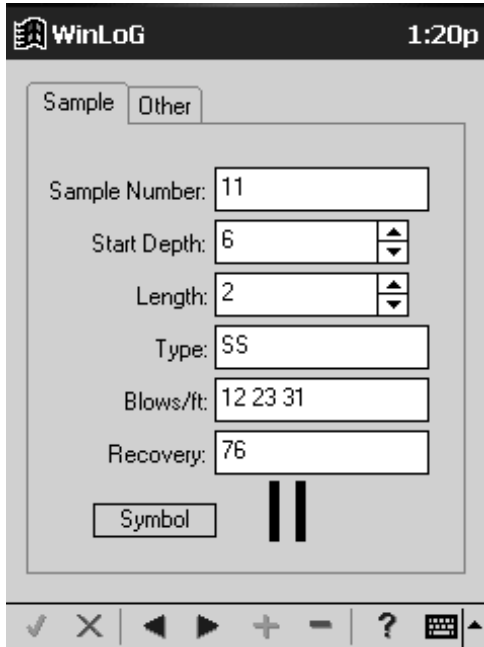 WinLoG 1:20p
Sample Other
Sample Number: 11
Start Depth: 6
Length: 2
Type: SS
Blows/ft: 12 23 31
Recovery: 76
Symbol
?